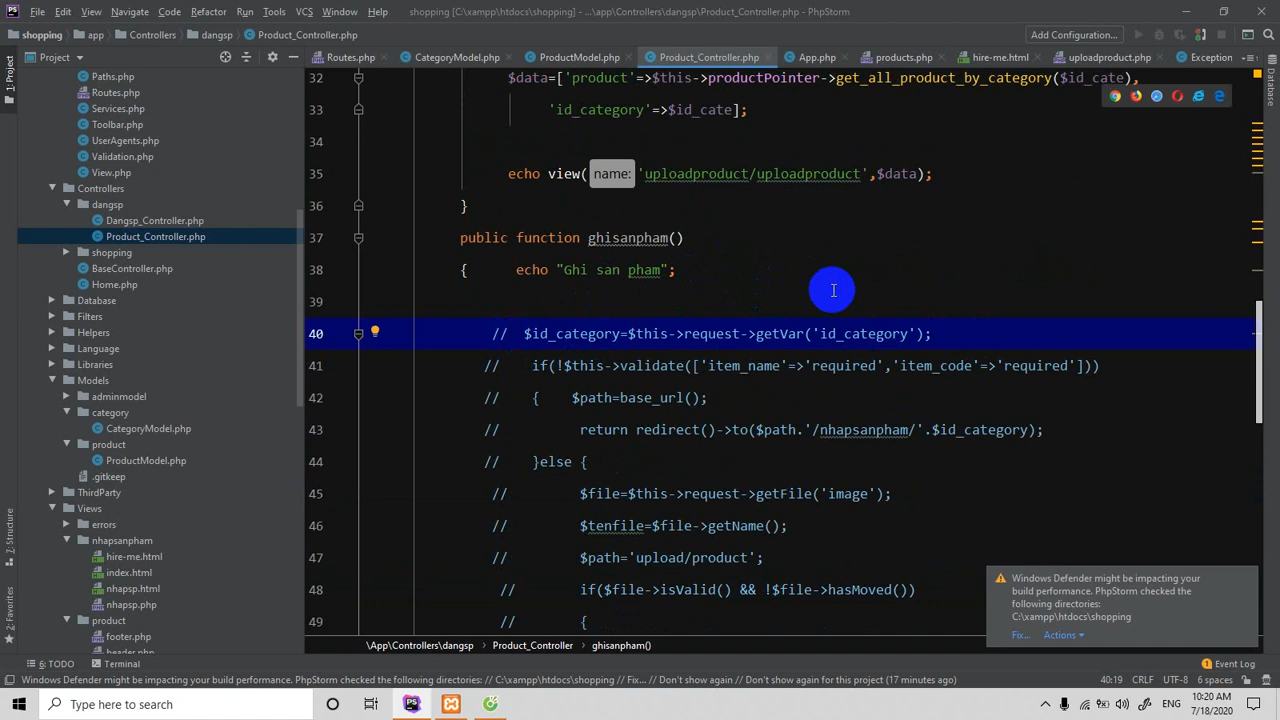 File Edit View Navigate Code Refactor Run Tools VCS Window Help shopping [C:\xampp\htdocs\shopping] - ...\app\Controllers\dangsp\Product_Controller.php - PhpStorm
shopping app Controllers dangsp Product_Controller.php Add Configuration...
Project Routes.php CategoryModel.php ProductModel.php Product_Controller.php App.php products.php hire-me.html uploadproduct.php Exception
1: Project
Database
7: Structure
2: Favorites
Paths.php
Routes.php
Services.php
Toolbar.php
UserAgents.php
Validation.php
View.php
Controllers
dangsp
Dangsp_Controller.php
Product_Controller.php
shopping
BaseController.php
Home.php
Database
Filters
Helpers
Language
Libraries
Models
adminmodel
category
CategoryModel.php
product
ProductModel.php
.gitkeep
ThirdParty
Views
errors
nhapsanpham
hire-me.html
index.html
nhapsp.html
nhapsp.php
product
footer.php
header.php
32 $data=['product'=>$this->productPointer->get_all_product_by_category($id_cate),
33 'id_category'=>$id_cate];
34
35 echo view( name: 'uploadproduct/uploadproduct',$data);
36 }
37 public function ghisanpham()
38 { echo "Ghi san pham";
39
40 // $id_category=$this->request->getVar('id_category');
41 // if(!$this->validate(['item_name'=>'required','item_code'=>'required']))
42 // { $path=base_url();
43 // return redirect()->to($path.'/nhapsanpham/'.$id_category);
44 // }else {
45 // $file=$this->request->getFile('image');
46 // $tenfile=$file->getName();
47 // $path='upload/product';
48 // if($file->isValid() && !$file->hasMoved())
49 // {
Windows Defender might be impacting your
build performance. PhpStorm checked the
following directories:
C:\xampp\htdocs\shopping
Fix... Actions
\App\Controllers\dangsp Product_Controller ghisanpham()
6: TODO Terminal Event Log
Windows Defender might be impacting your build performance. PhpStorm checked the following directories: // C:\xampp\htdocs\shopping // Fix... // Don't show again // Don't show again for this project (17 minutes ago) 40:19 CRLF UTF-8 6 spaces
Type here to search
10:20 AM
7/18/2020